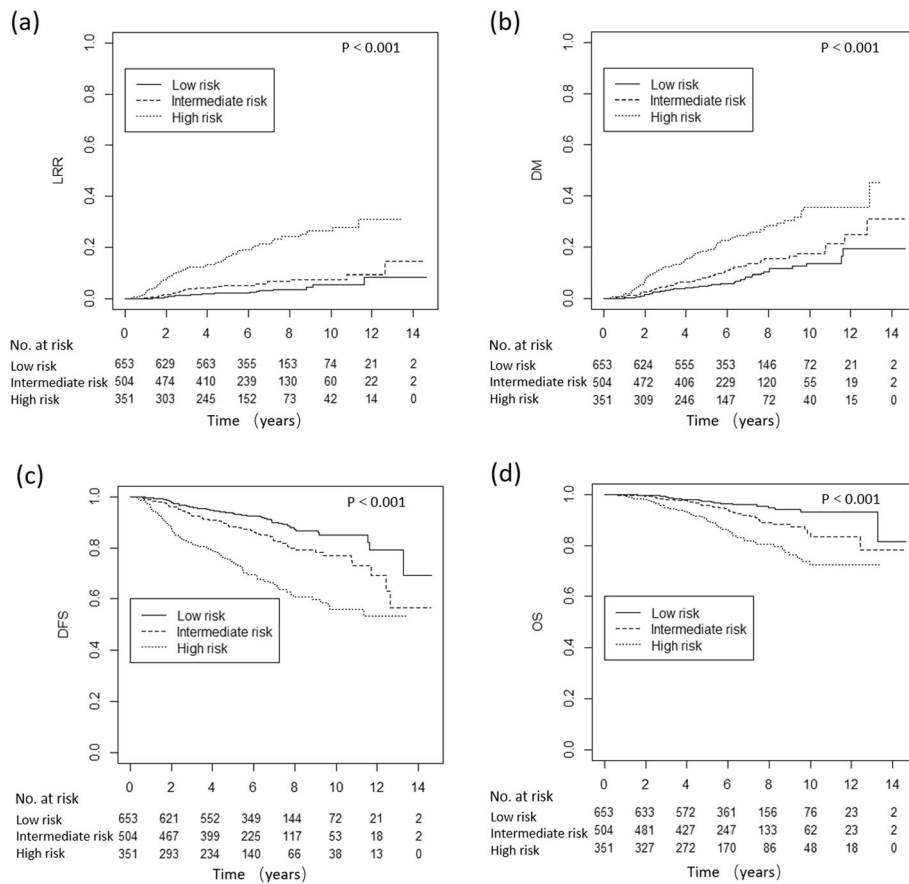 (a)
P < 0.001
1.0
0.8
0.6
0.4
0.2
0.0
LRR
Low risk
Intermediate risk
High risk
0 2 4 6 8 10 12 14
No. at risk
Low risk 653 629 563 355 153 74 21 2
Intermediate risk 504 474 410 239 130 60 22 2
High risk 351 303 245 152 73 42 14 0
Time (years)
(b)
P < 0.001
1.0
0.8
0.6
0.4
0.2
0.0
DM
Low risk
Intermediate risk
High risk
0 2 4 6 8 10 12 14
No. at risk
Low risk 653 624 555 353 146 72 21 2
Intermediate risk 504 472 406 229 120 55 19 2
High risk 351 309 246 147 72 40 15 0
Time (years)
(c)
P < 0.001
1.0
0.8
0.6
0.4
0.2
0.0
DFS
Low risk
Intermediate risk
High risk
0 2 4 6 8 10 12 14
No. at risk
Low risk 653 621 552 349 144 72 21 2
Intermediate risk 504 467 399 225 117 53 18 2
High risk 351 293 234 140 66 38 13 0
Time (years)
(d)
P < 0.001
1.0
0.8
0.6
0.4
0.2
0.0
OS
Low risk
Intermediate risk
High risk
0 2 4 6 8 10 12 14
No. at risk
Low risk 653 633 572 361 156 76 23 2
Intermediate risk 504 481 427 247 133 62 23 2
High risk 351 327 272 170 86 48 18 0
Time (years)